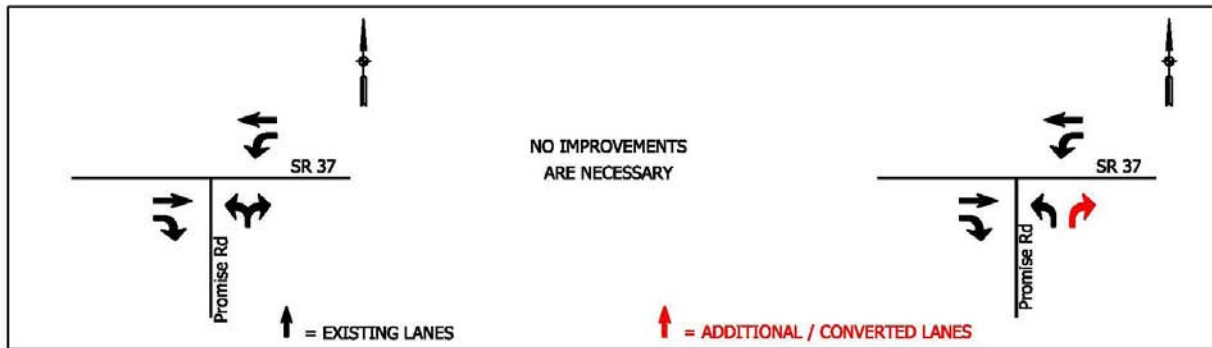 SR 37
Promise Rd
NO IMPROVEMENTS
ARE NECESSARY
SR 37
Promise Rd
= EXISTING LANES
= ADDITIONAL / CONVERTED LANES